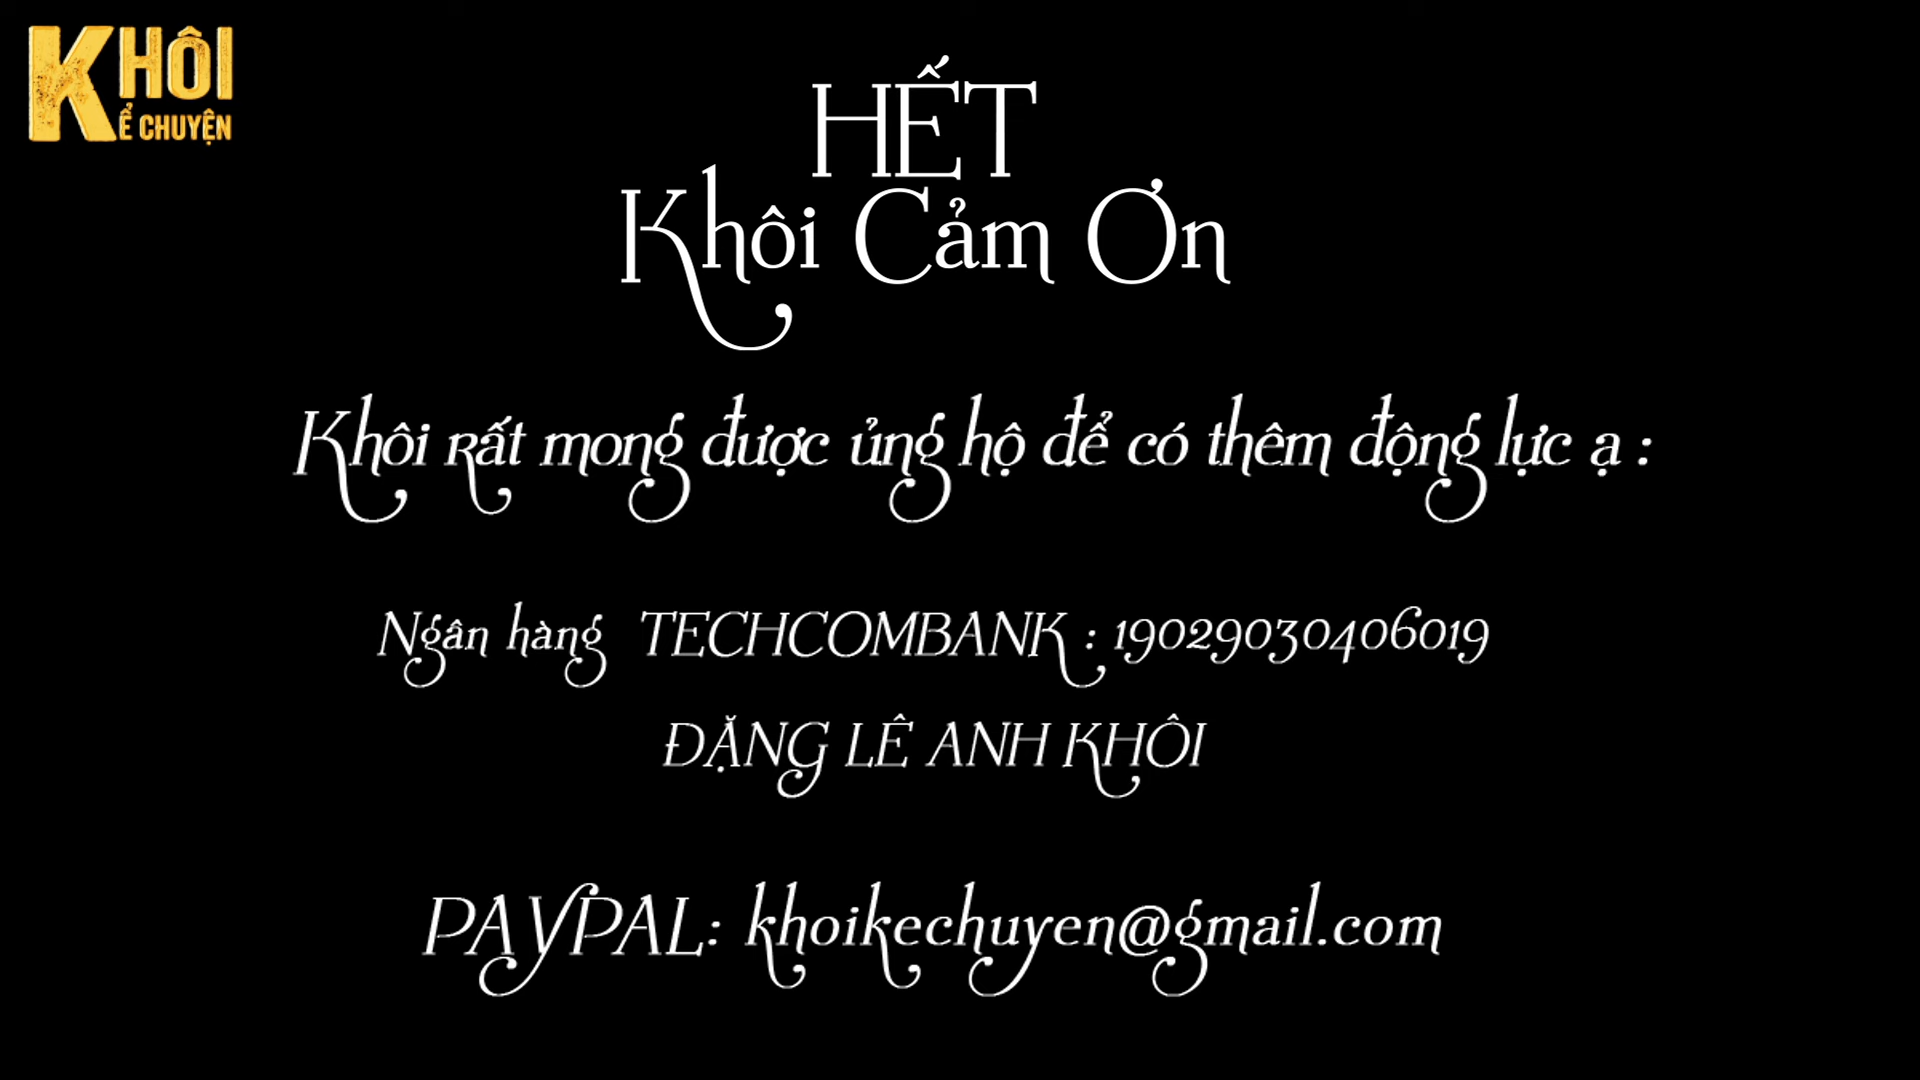 KHÔI
KỂ CHUYỆN
HẾT
Khôi Cảm Ơn
Khôi rất mong được ủng hộ để có thêm động lực ạ :
Ngân hàng TECHCOMBANK : 19029030406019
ĐẶNG LÊ ANH KHÔI
PAYPAL: khoikechuyen@gmail.com